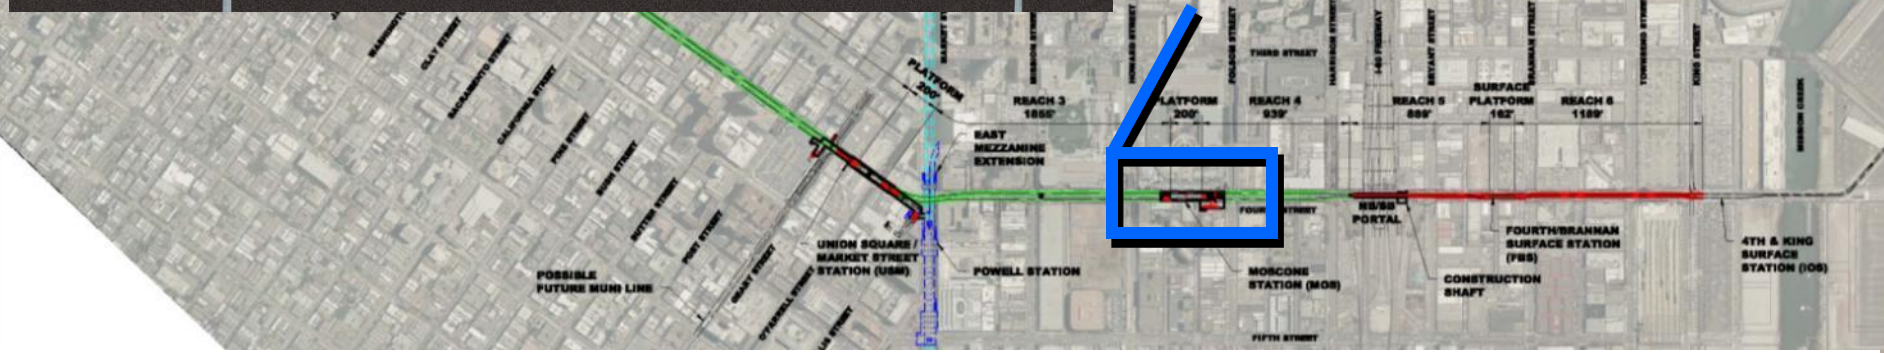 WASHINGTON
CLAY STREET
SACRAMENTO STREET
CALIFORNIA STREET
PINE STREET
BUSH STREET
SUTTER STREET
POST STREET
GRANT STREET
O'FARRELL STREET
POSSIBLE
FUTURE MUNI LINE
UNION SQUARE /
MARKET STREET
STATION (USM)
PLATFORM
200'
EAST
MEZZANINE
EXTENSION
POWELL STATION
REACH 3
1855'
MISSION STREET
HOWARD STREET
PLATFORM
200'
FOLSOM STREET
THIRD STREET
REACH 4
939'
HARRISON STREET
I-80 FREEWAY
BRYANT STREET
REACH 5
889'
SURFACE
PLATFORM
162'
BRANNAN STREET
REACH 6
1189'
TOWNSEND STREET
KING STREET
MISSION CREEK
FOURTH STREET
NB/SB
PORTAL
MOSCONE
STATION (MOS)
CONSTRUCTION
SHAFT
FOURTH/BRANNAN
SURFACE STATION
(FBS)
4TH & KING
SURFACE
STATION (IOS)
FIFTH STREET